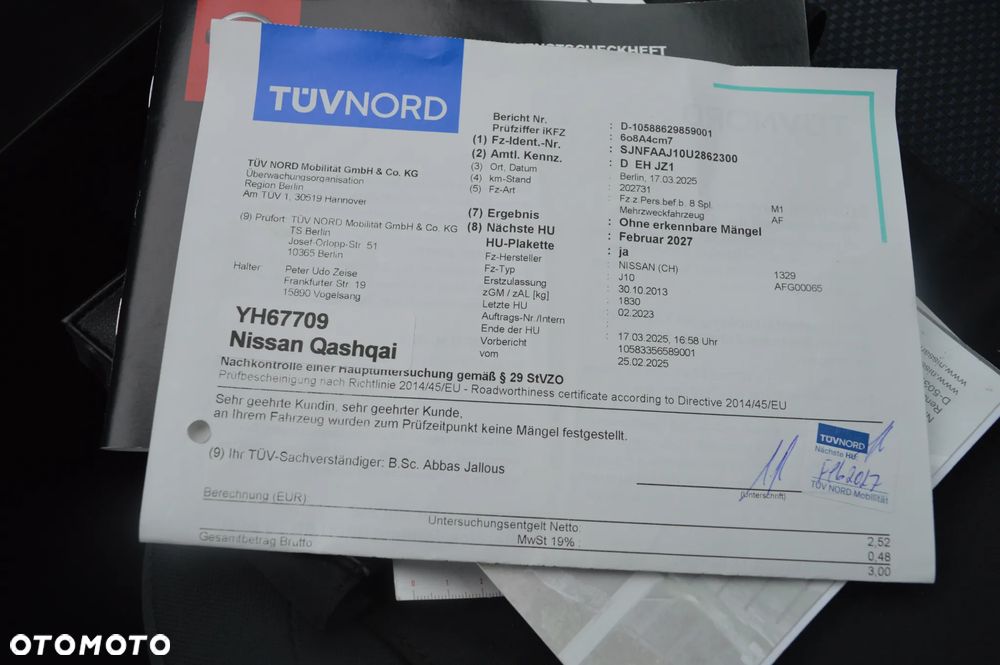 TÜVNORD
TÜV NORD Mobilität GmbH & Co. KG
Überwachungsorganisation
Region Berlin
Am TÜV 1, 30519 Hannover
(9) Prüfort: TÜV NORD Mobilität GmbH & Co. KG
TS Berlin
Josef-Orlopp-Str. 51
10365 Berlin
Halter Peter Udo Zeise
Frankfurter Str. 19
15890 Vogelsang
YH67709
Nissan Qashqai
Bericht Nr. : D-10588629859001
Prüfziffer iKFZ : 6o8A4cm7
(1) Fz-Ident.-Nr. : SJNFAAJ10U2862300
(2) Amtl. Kennz. : D EH JZ1
(3) Ort, Datum : Berlin, 17.03.2025
(4) km-Stand : 202731
(5) Fz-Art : Fz.z.Pers.bef.b. 8 Spl. M1
Mehrzweckfahrzeug AF
(7) Ergebnis : Ohne erkennbare Mängel
(8) Nächste HU : Februar 2027
HU-Plakette : ja
Fz-Hersteller : NISSAN (CH) 1329
Fz-Typ : J10 AFG00065
Erstzulassung : 30.10.2013
zGM / zAL [kg] : 1830
Letzte HU : 02.2023
Auftrags-Nr./Intern :
Ende der HU : 17.03.2025, 16:58 Uhr
Vorbericht : 10583356589001
vom 25.02.2025
Nachkontrolle einer Hauptuntersuchung gemäß § 29 StVZO
Prüfbescheinigung nach Richtlinie 2014/45/EU - Roadworthiness certificate according to Directive 2014/45/EU
Sehr geehrte Kundin, sehr geehrter Kunde,
an Ihrem Fahrzeug wurden zum Prüfzeitpunkt keine Mängel festgestellt.
(9) Ihr TÜV-Sachverständiger: B.Sc. Abbas Jallous
(Unterschrift)
TÜVNORD
Nächste HU:
TÜV NORD Mobilität
Berechnung (EUR)
Untersuchungsentgelt Netto: 2,52
MwSt 19% : 0,48
Gesamtbetrag Brutto 3,00
www.nissan
OTOMOTO